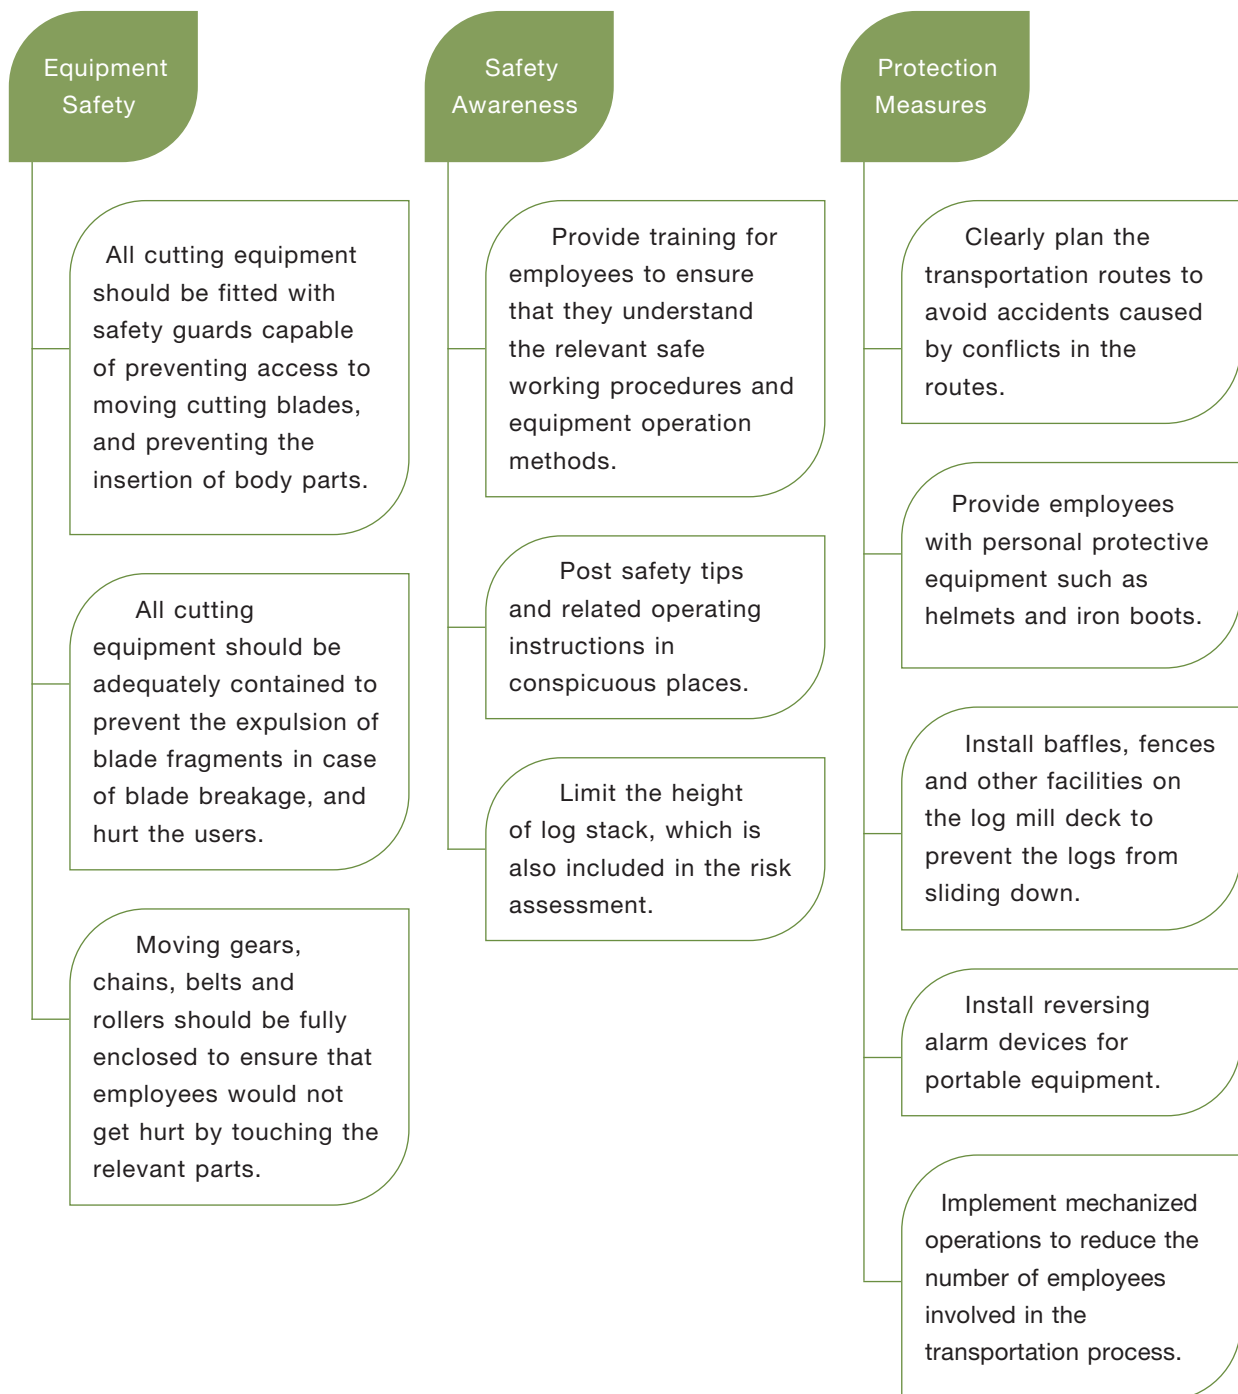 Equipment
Safety
All cutting equipment
should be fitted with
safety guards capable
of preventing access to
moving cutting blades,
and preventing the
insertion of body parts.
All cutting
equipment should be
adequately contained to
prevent the expulsion of
blade fragments in case
of blade breakage, and
hurt the users.
Moving gears,
chains, belts and
rollers should be fully
enclosed to ensure that
employees would not
get hurt by touching the
relevant parts.
Safety
Awareness
Provide training for
employees to ensure
that they understand
the relevant safe
working procedures and
equipment operation
methods.
Post safety tips
and related operating
instructions in
conspicuous places.
Limit the height
of log stack, which is
also included in the risk
assessment.
Protection
Measures
Clearly plan the
transportation routes to
avoid accidents caused
by conflicts in the
routes.
Provide employees
with personal protective
equipment such as
helmets and iron boots.
Install baffles, fences
and other facilities on
the log mill deck to
prevent the logs from
sliding down.
Install reversing
alarm devices for
portable equipment.
Implement mechanized
operations to reduce the
number of employees
involved in the
transportation process.